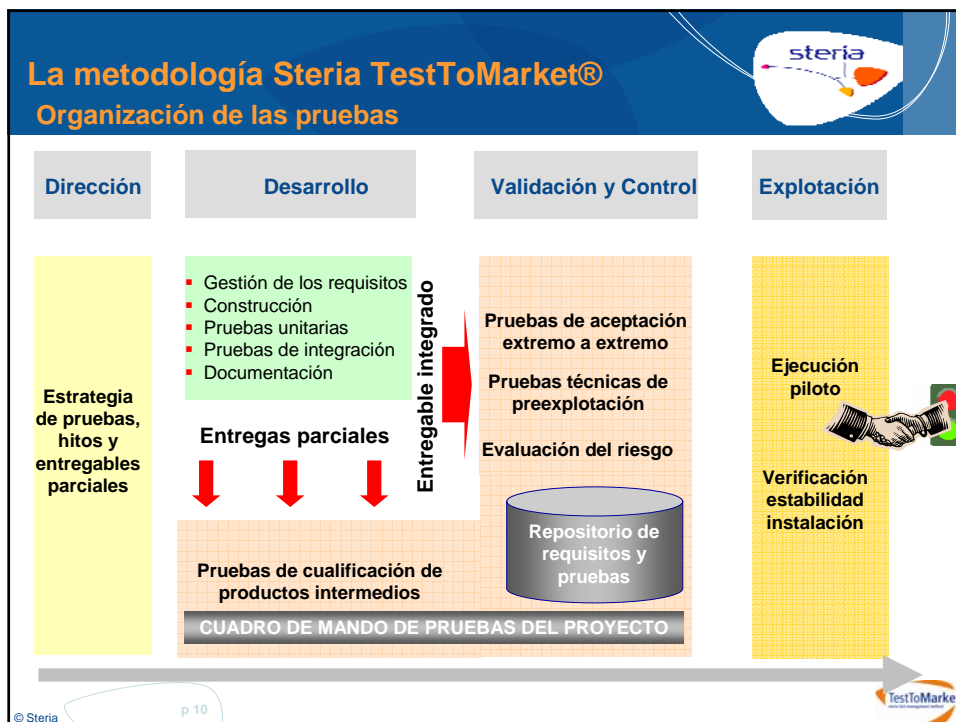 La metodología Steria TestToMarket®
Organización de las pruebas
steria
Dirección
Desarrollo
Validación y Control
Explotación
Estrategia
de pruebas,
hitos y
entregables
parciales
Gestión de los requisitos
Construcción
Pruebas unitarias
Pruebas de integración
Documentación
Entregas parciales
Entregable integrado
Pruebas de cualificación de
productos intermedios
Pruebas de aceptación
extremo a extremo
Pruebas técnicas de
preexplotación
Evaluación del riesgo
Repositorio de
requisitos y
pruebas
CUADRO DE MANDO DE PRUEBAS DEL PROYECTO
Ejecución
piloto
Verificación
estabilidad
instalación
© Steria
p 10
TestToMarke